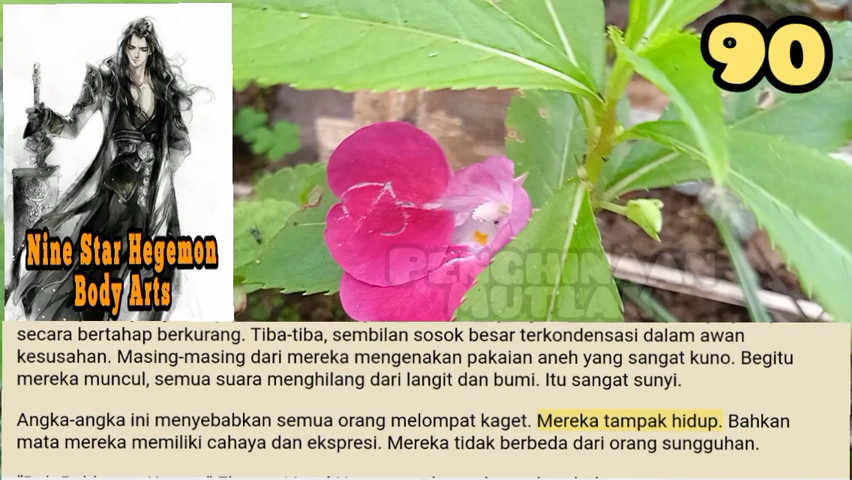 90
Nine Star Hegemon
Body Arts
PENGHINAAN
MUTLAK
secara bertahap berkurang. Tiba-tiba, sembilan sosok besar terkondensasi dalam awan
kesusahan. Masing-masing dari mereka mengenakan pakaian aneh yang sangat kuno. Begitu
mereka muncul, semua suara menghilang dari langit dan bumi. Itu sangat sunyi.
Angka-angka ini menyebabkan semua orang melompat kaget. Mereka tampak hidup. Bahkan
mata mereka memiliki cahaya dan ekspresi. Mereka tidak berbeda dari orang sungguhan.